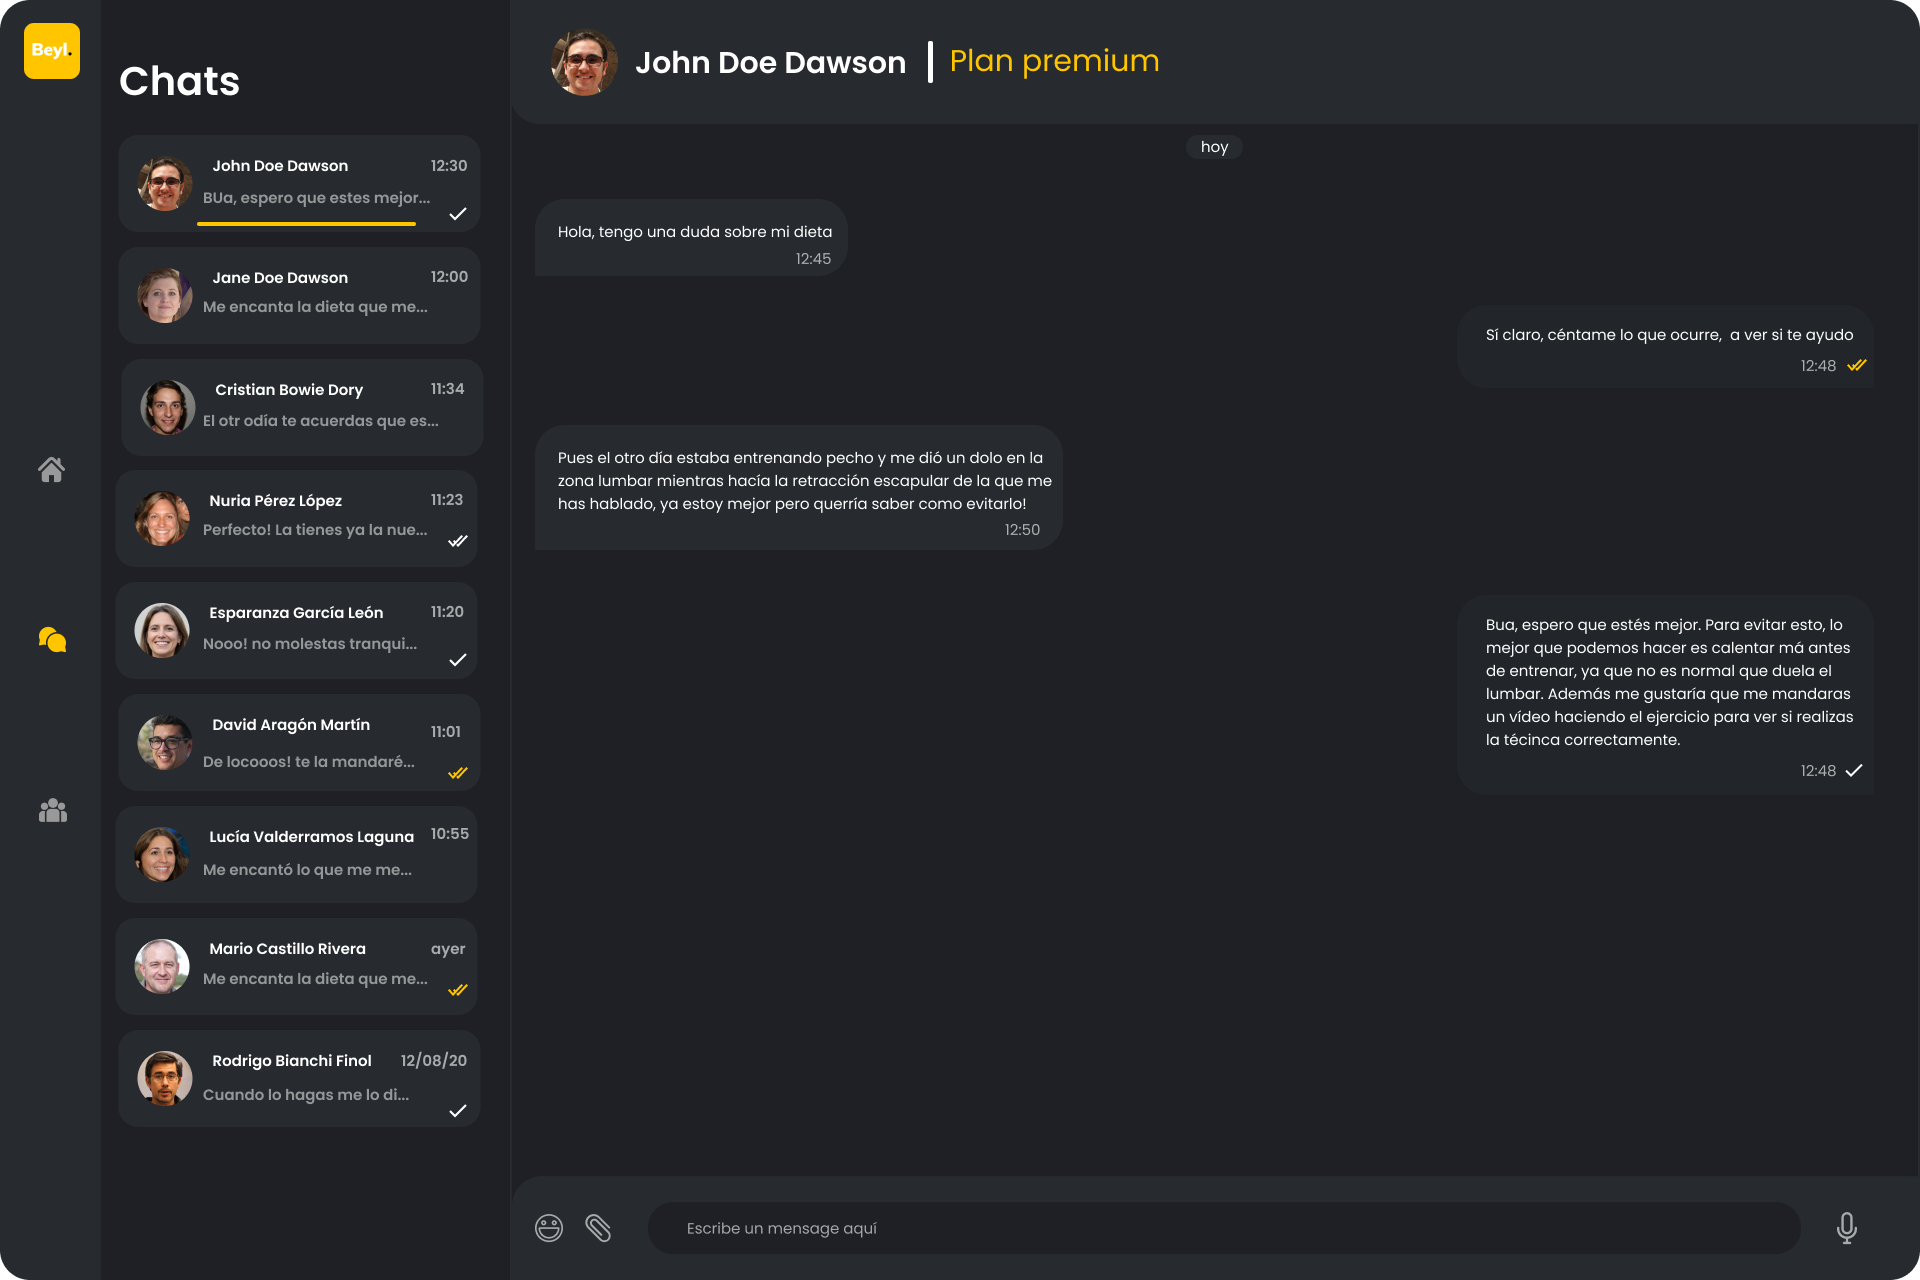 Beyl.
Chats
John Doe Dawson
12:30
BUa, espero que estes mejor...
Jane Doe Dawson
12:00
Me encanta la dieta que me...
Cristian Bowie Dory
11:34
El otr odía te acuerdas que es...
Nuria Pérez López
11:23
Perfecto! La tienes ya la nue...
Esparanza García León
11:20
Nooo! no molestas tranqui...
David Aragón Martín
11:01
De locooos! te la mandaré...
Lucía Valderramos Laguna
10:55
Me encantó lo que me me...
Mario Castillo Rivera
ayer
Me encanta la dieta que me...
Rodrigo Bianchi Finol
12/08/20
Cuando lo hagas me lo di...
John Doe Dawson
Plan premium
hoy
Hola, tengo una duda sobre mi dieta
12:45
Sí claro, céntame lo que ocurre,  a ver si te ayudo
12:48
Pues el otro día estaba entrenando pecho y me dió un dolo en la
zona lumbar mientras hacía la retracción escapular de la que me
has hablado, ya estoy mejor pero querría saber como evitarlo!
12:50
Bua, espero que estés mejor. Para evitar esto, lo
mejor que podemos hacer es calentar má antes
de entrenar, ya que no es normal que duela el
lumbar. Además me gustaría que me mandaras
un vídeo haciendo el ejercicio para ver si realizas
la técinca correctamente.
12:48
Escribe un mensage aquí